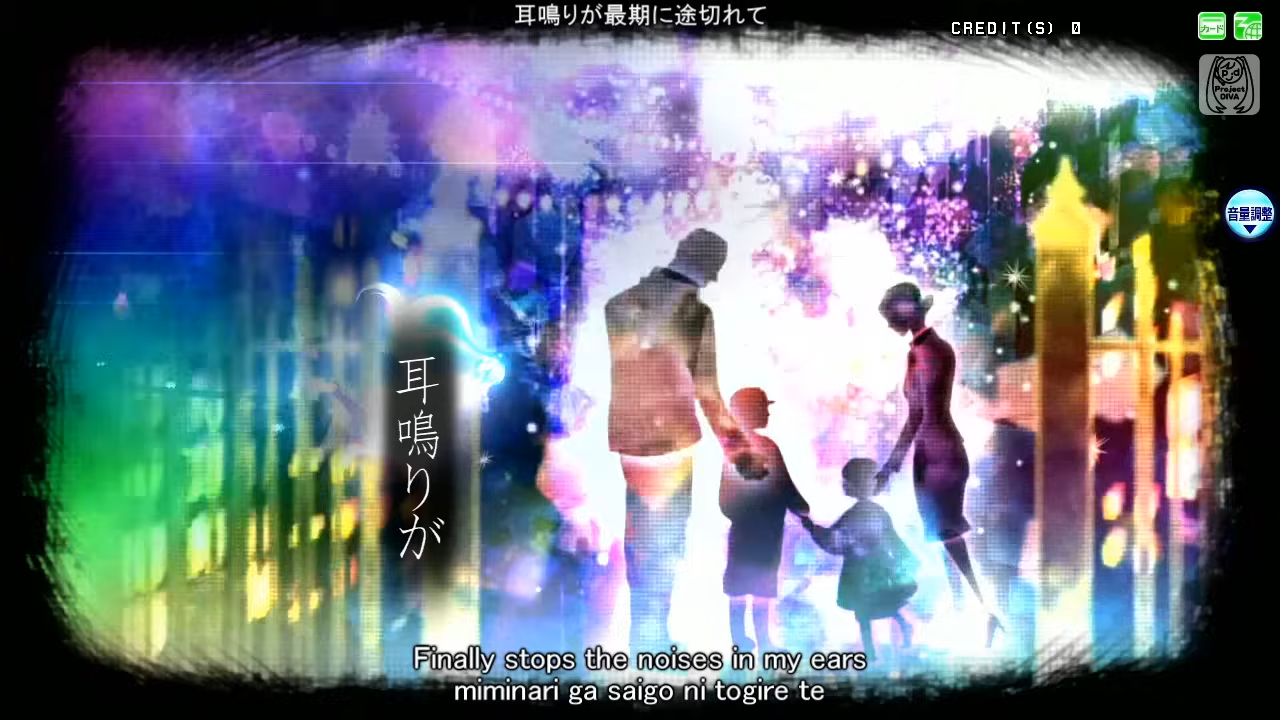 耳鳴りが最期に途切れて
CREDIT(S) 0
カード
Project
DIVA
音量調整
耳鳴りが
Finally stops the noises in my ears
miminari ga saigo ni togire te